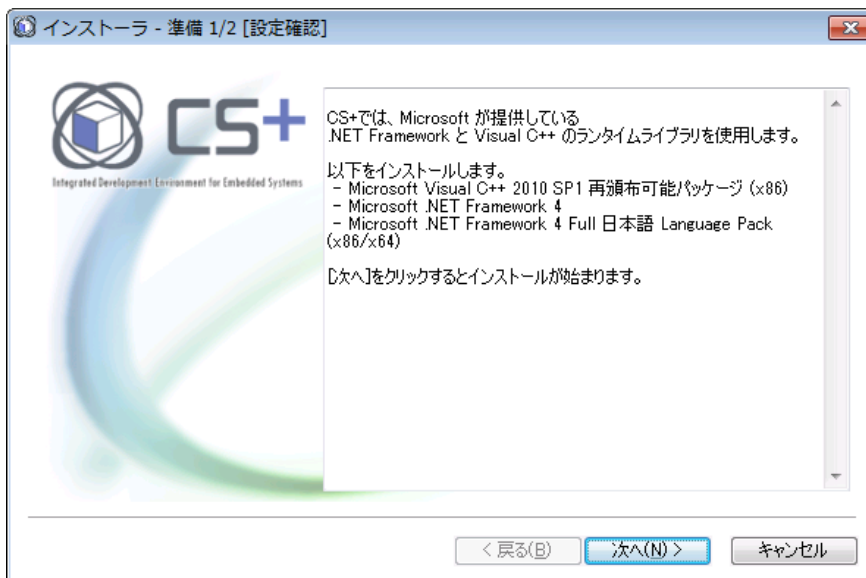 インストーラ - 準備 1/2 [設定確認]
CS+
Integrated Development Environment for Embedded Systems
CS+では、Microsoft が提供している
.NET Framework と Visual C++ のランタイムライブラリを使用します。
以下をインストールします。
- Microsoft Visual C++ 2010 SP1 再頒布可能パッケージ (x86)
- Microsoft .NET Framework 4
- Microsoft .NET Framework 4 Full 日本語 Language Pack
(x86/x64)
[次へ]をクリックするとインストールが始まります。
< 戻る(B)
次へ(N) >
キャンセル